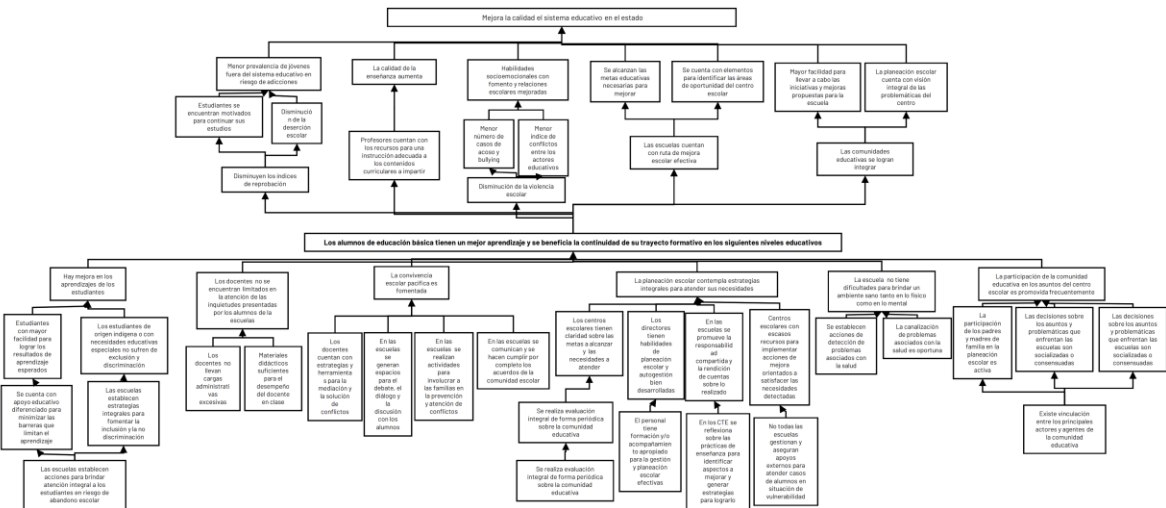 Mejora la calidad el sistema educativo en el estado
Menor prevalencia de jóvenes
fuera del sistema educativo en
riesgo de adicciones
La calidad de la
enseñanza aumenta
Habilidades
socioemocionales con
fomento y relaciones
escolares mejoradas
Se alcanzan las
metas educativas
necesarias para
mejorar
Se cuenta con elementos
para identificar las áreas
de oportunidad del centro
escolar
Mayor facilidad para
llevar a cabo las
iniciativas y mejoras
propuestas para la
escuela
La planeación escolar
cuenta con visión
integral de las
problemáticas del
centro
Estudiantes se
encuentran motivados
para continuar sus
estudios
Disminució
n de la
deserción
escolar
Profesores cuentan con
los recursos para una
instrucción adecuada a
los contenidos
curriculares a impartir
Menor
número de
casos de
acoso y
bullying
Menor
índice de
conflictos
entre los
actores
educativos
Las escuelas cuentan
con ruta de mejora
escolar efectiva
Las comunidades
educativas se logran
integrar
Disminuyen los índices
de reprobación
Disminución de la violencia
escolar
Los alumnos de educación básica tienen un mejor aprendizaje y se beneficia la continuidad de su trayecto formativo en los siguientes niveles educativos
Hay mejora en los
aprendizajes de los
estudiantes
Los docentes no se
encuentran limitados en
la atención de las
inquietudes presentadas
por los alumnos de la
escuelas
La convivencia
escolar pacífica es
fomentada
La planeación escolar contempla estrategias
integrales para atender sus necesidades
La escuela no tiene
dificultades para brindar un
ambiente sano tanto en lo físico
como en lo mental
La participación de la comunidad
educativa en los asuntos del centro
escolar es promovida frecuentemente
Estudiantes
con mayor
facilidad para
lograr los
resultados de
aprendizaje
esperados
Los estudiantes de
origen indígena o con
necesidades educativas
especiales no sufren de
exclusión y
discriminación
Los
docentes no
llevan
cargas
administrati
vas
excesivas
Materiales
didácticos
suficientes
para el
desempeño
del docente
en clase
Los
docentes
cuentan con
estrategias y
herramienta
s para la
mediación y
la solución
de
conflictos
En las
escuelas se
generan
espacios
para el
debate, el
diálogo y la
discusión
con los
alumnos
En las
escuelas se
realizan
actividades
para
involucrar a
las familias
en la
prevención y
atención de
conflictos
En las escuelas se
comunican y se
hacen cumplir por
completo los
acuerdos de la
comunidad escolar
Los centros
escolares tienen
claridad sobre las
metas a alcanzar
y las
necesidades a
atender
Los
directores
tienen
habilidades
de
planeación
escolar y
autogestión
bien
desarrolladas
En las
escuelas se
promueve la
responsabilid
ad
compartida y
la rendición
de cuentas
sobre lo
realizado
Centros
escolares con
escasos
recursos para
implementar
acciones de
mejora
orientados a
satisfacer las
necesidades
detectadas
Se establecen
acciones de
detección de
problemas
asociados con
la salud
La canalización
de problemas
asociados con la
salud es oportuna
La
participación
de los padres
y madres de
familia en la
planeación
escolar es
activa
Las decisiones
sobre los
asuntos y
problemáticas
que enfrentan
las escuelas son
socializadas o
consensadas
Las
decisiones
sobre los
asuntos y
problemáticas
que enfrentan
las escuelas
son
socializadas o
consensadas
Se cuenta con
apoyo educativo
diferenciado para
minimizar las
barreras que
limitan el
aprendizaje
Las escuelas
establecen
estrategias
integrales para
fomentar la
inclusión y la no
discriminación
Se realiza evaluación
integral de forma periódica
sobre la comunidad
educativa
El personal
tiene
formación y/o
acompañamien
to apropiado
para la gestión
y planeación
escolar
efectivas
En los CTE se
reflexiona
sobre las
prácticas de
enseñanza para
identificar
aspectos a
mejorar y
generar
estrategias
para lograrlo
No todas las
escuelas
gestionan y
aseguran
apoyos
externos para
atender casos
de alumnos en
situación de
vulnerabilidad
Existe vinculación
entre los principales
actores y agentes de
la comunidad
educativa
Las escuelas establecen
acciones para brindar
atención integral a los
estudiantes en riesgo de
abandono escolar
Se realiza evaluación
integral de forma periódica
sobre la comunidad
educativa